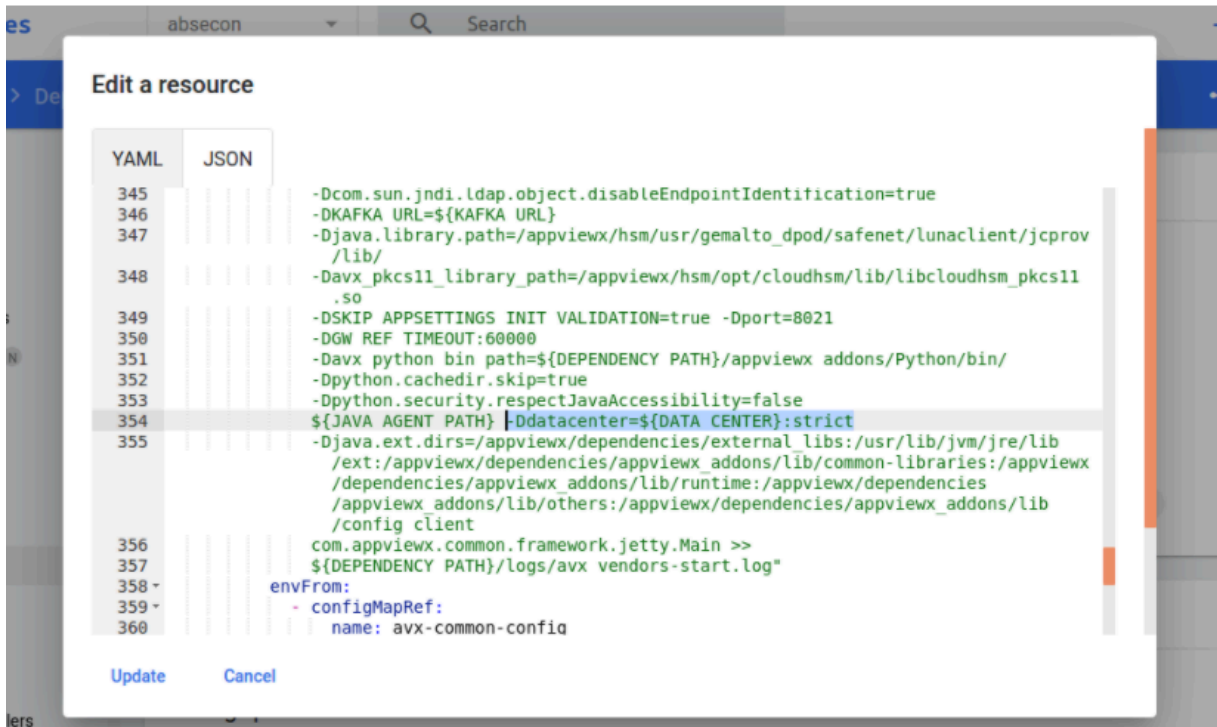 es
absecon
Search
> De
Edit a resource
YAML
JSON
345 -Dcom.sun.jndi.ldap.object.disableEndpointIdentification=true
346 -DKAFKA URL=${KAFKA URL}
347 -Djava.library.path=/appviewx/hsm/usr/gemalto_dpod/safenet/lunaclient/jcprov
/lib/
348 -Davx_pkcs11_library_path=/appviewx/hsm/opt/cloudhsm/lib/libcloudhsm_pkcs11
.so
349 -DSKIP APPSETTINGS INIT VALIDATION=true -Dport=8021
350 -DGW REF TIMEOUT:60000
351 -Davx python bin path=${DEPENDENCY PATH}/appviewx addons/Python/bin/
352 -Dpython.cachedir.skip=true
353 -Dpython.security.respectJavaAccessibility=false
354 ${JAVA AGENT PATH} -Ddatacenter=${DATA CENTER}:strict
355 -Djava.ext.dirs=/appviewx/dependencies/external_libs:/usr/lib/jvm/jre/lib
/ext:/appviewx/dependencies/appviewx_addons/lib/common-libraries:/appviewx
/dependencies/appviewx_addons/lib/runtime:/appviewx/dependencies
/appviewx_addons/lib/others:/appviewx/dependencies/appviewx_addons/lib
/config client
356 com.appviewx.common.framework.jetty.Main >>
357 ${DEPENDENCY PATH}/logs/avx vendors-start.log"
358 envFrom:
359 - configMapRef:
360 name: avx-common-config
N
Update
Cancel
lers